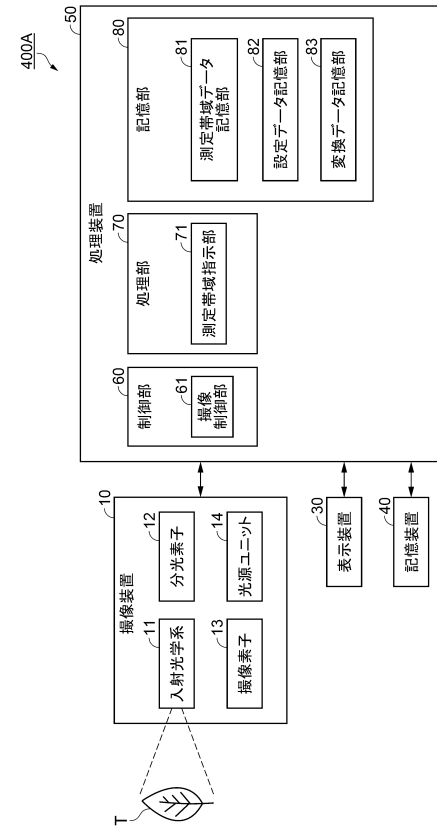 400A
50
処理装置
60
制御部
61
撮像
制御部
70
処理部
71
測定帯域指示部
80
記憶部
81
測定帯域データ
記憶部
82
設定データ記憶部
83
変換データ記憶部
10
撮像装置
11
入射光学系
12
分光素子
13
撮像素子
14
光源ユニット
30
表示装置
40
記憶装置
T